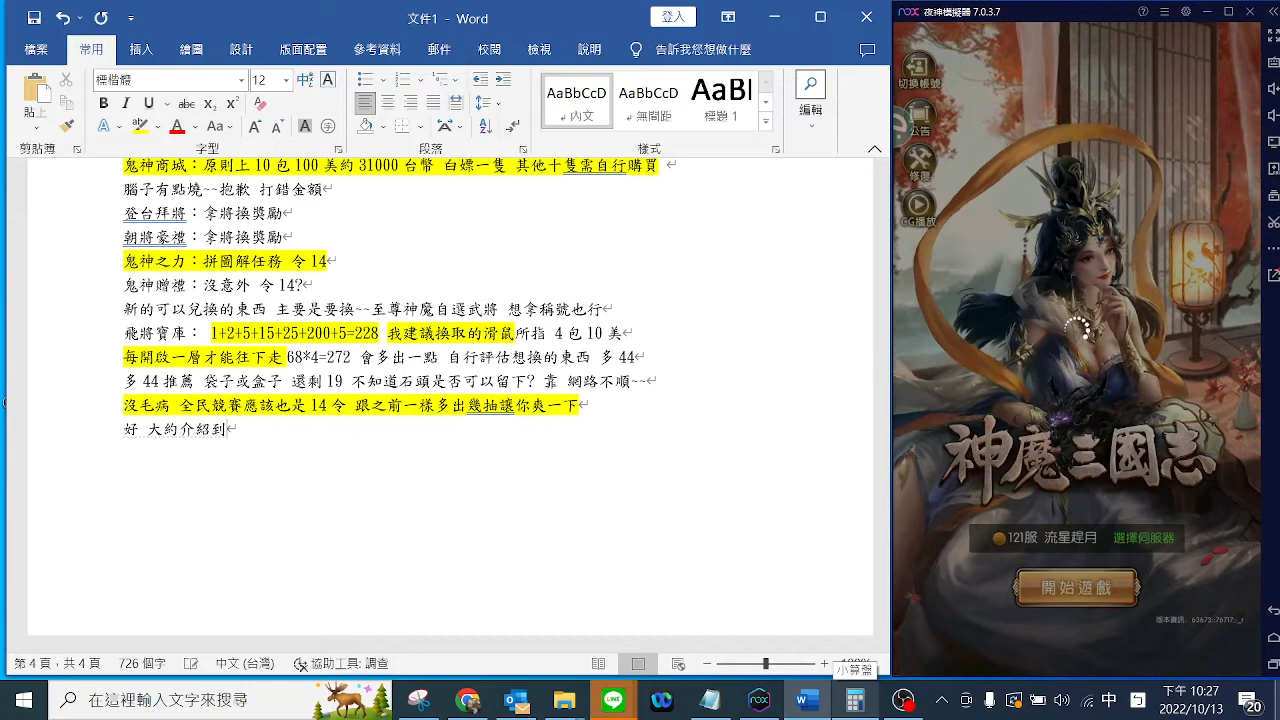 文件1 - Word
登入
檔案 常用 插入 繪圖 設計 版面配置 參考資料 郵件 校閱 檢視 說明 告訴我您想做什麼
貼上
標楷體 12
剪貼簿 字型 段落 樣式
AaBbCcD AaBbCcD AaBl
內文 無間距 標題 1
編輯
鬼神商城：原則上 10 包 100 美約 31000 台幣 白嫖一隻 其他十隻需自行購買
腦子有點燒~~抱歉 打錯金額
登台拜將：拿將換獎勵
朝將豪禮：拿將換獎勵
鬼神之力：拼圖解任務 令 14
鬼神贈禮：沒意外 令 14?
新的可以兌換的東西 主要是要換~~至尊神魔自選武將 想拿稱號也行
飛將寶庫： 1+2+5+15+25+200+5=228 我建議換取的滑鼠所指 4 包 10 美
每開啟一層才能往下走 68*4=272 會多出一點 自行評估想換的東西 多 44
多 44 推薦 袋子或盒子 還剩 19 不知道石頭是否可以留下? 靠 網路不順~~
沒毛病 全民競賽應該也是 14 令 跟之前一樣多出幾抽讓你爽一下
好 大約介紹到
第 4 頁，共 4 頁 726 個字 中文 (台灣) 協助工具: 調查
小算盤
nox 夜神模擬器 7.0.3.7
切換帳號
公告
修復
CG播放
神魔三國志
121服 流星趕月 選擇伺服器
開始遊戲
版本資訊: 63673::76717::_r
在這裡輸入文字來搜尋
中
下午 10:27
2022/10/13
20